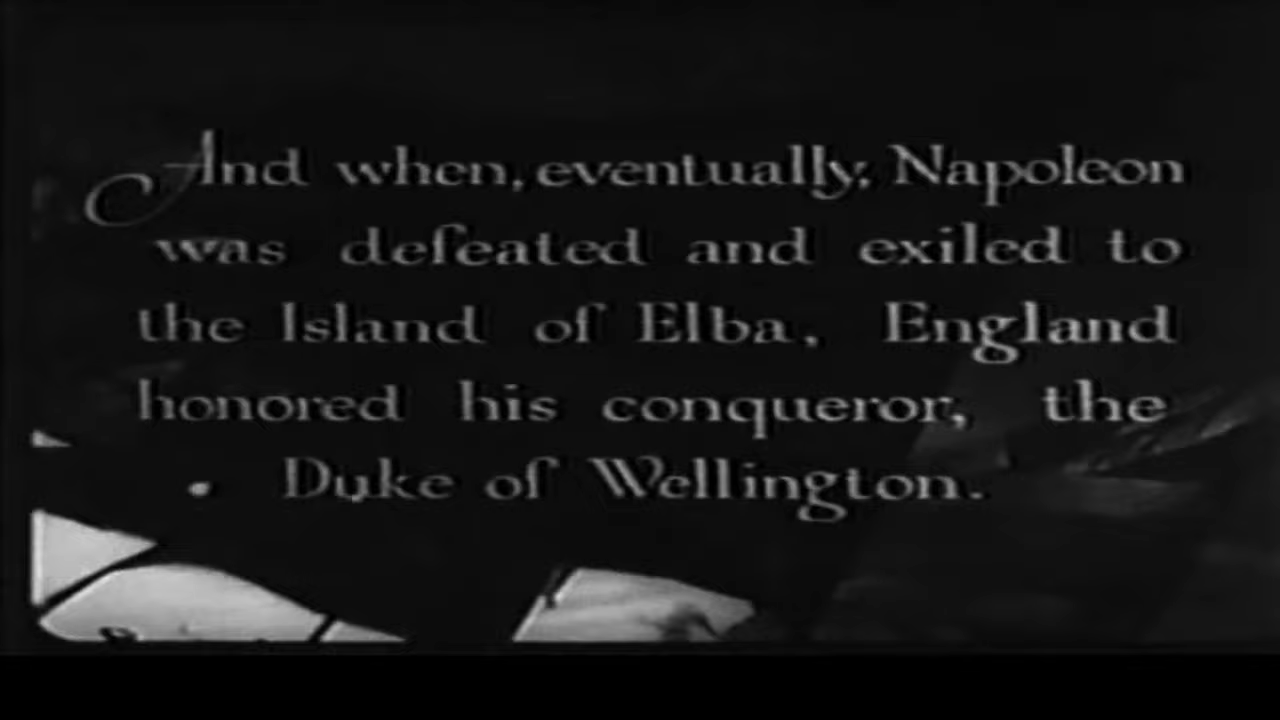 And when, eventually, Napoleon
was defeated and exiled to
the Island of Elba, England
honored his conqueror, the
Duke of Wellington.